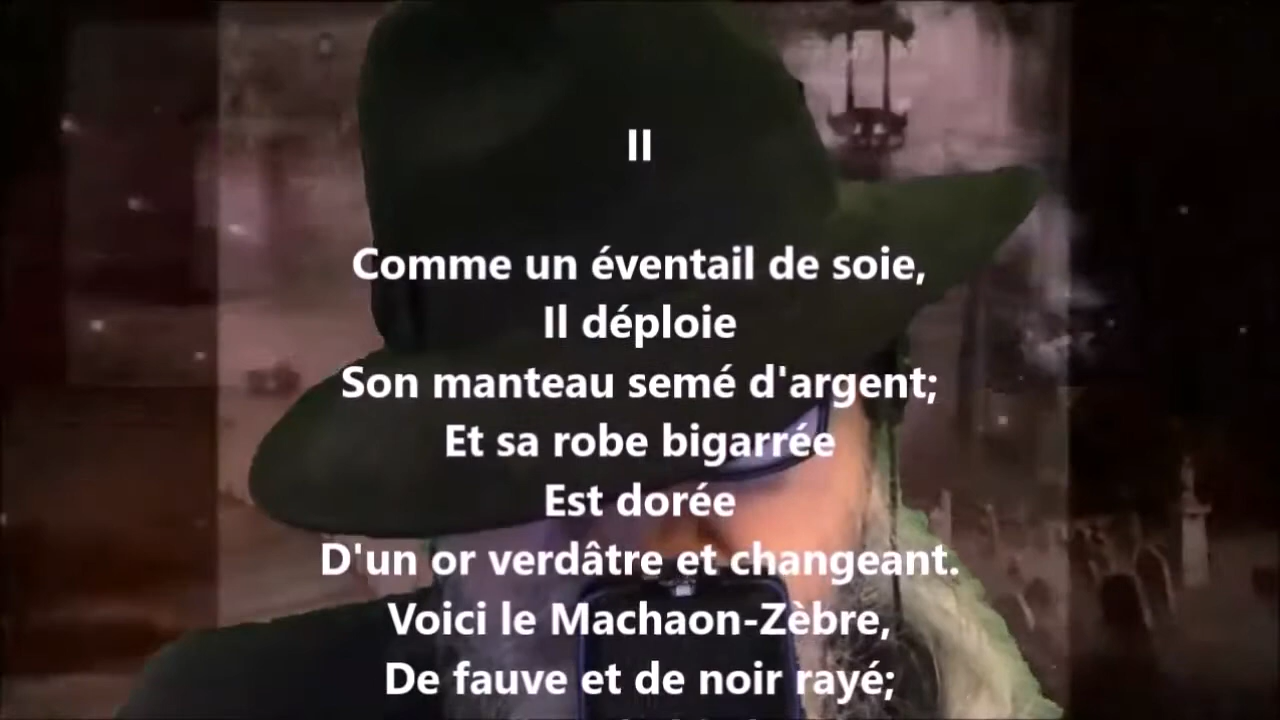 II
Comme un éventail de soie,
Il déploie
Son manteau semé d'argent;
Et sa robe bigarrée
Est dorée
D'un or verdâtre et changeant.
Voici le Machaon-Zèbre,
De fauve et de noir rayé;